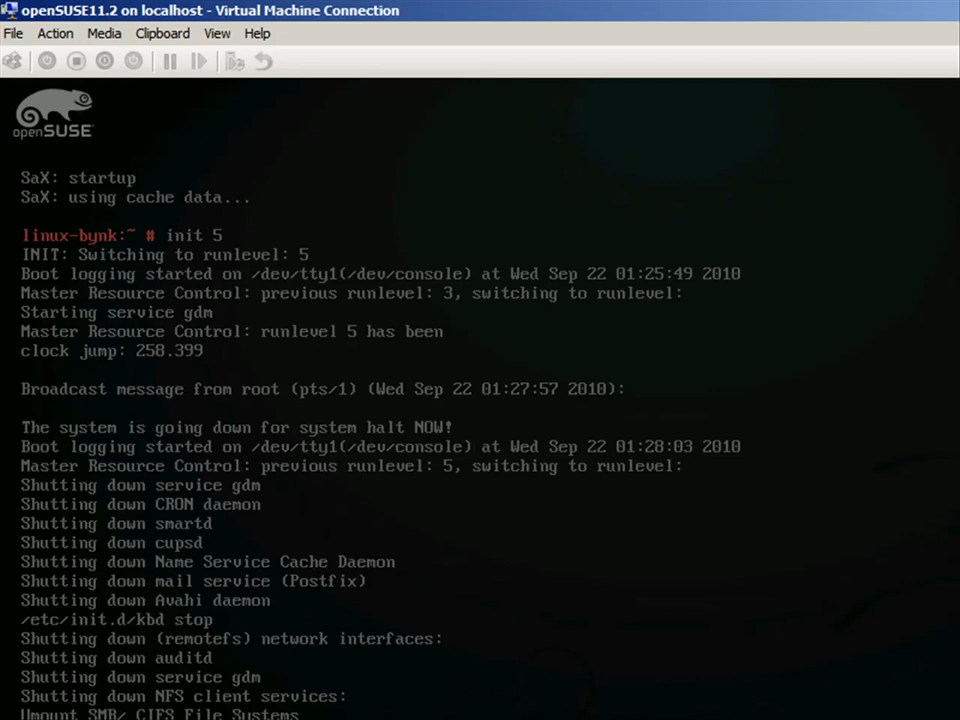 openSUSE11.2 on localhost - Virtual Machine Connection
File Action Media Clipboard View Help
openSUSE
SaX: startup
SaX: using cache data...
linux-bynk:~ # init 5
INIT: Switching to runlevel: 5
Boot logging started on /dev/tty1(/dev/console) at Wed Sep 22 01:25:49 2010
Master Resource Control: previous runlevel: 3, switching to runlevel:
Starting service gdm
Master Resource Control: runlevel 5 has been
clock jump: 258.399
Broadcast message from root (pts/1) (Wed Sep 22 01:27:57 2010):
The system is going down for system halt NOW!
Boot logging started on /dev/tty1(/dev/console) at Wed Sep 22 01:28:03 2010
Master Resource Control: previous runlevel: 5, switching to runlevel:
Shutting down service gdm
Shutting down CRON daemon
Shutting down smartd
Shutting down cupsd
Shutting down Name Service Cache Daemon
Shutting down mail service (Postfix)
Shutting down Avahi daemon
/etc/init.d/kbd stop
Shutting down (remotefs) network interfaces:
Shutting down auditd
Shutting down service gdm
Shutting down NFS client services:
Umount SMB/ CIFS File Systems